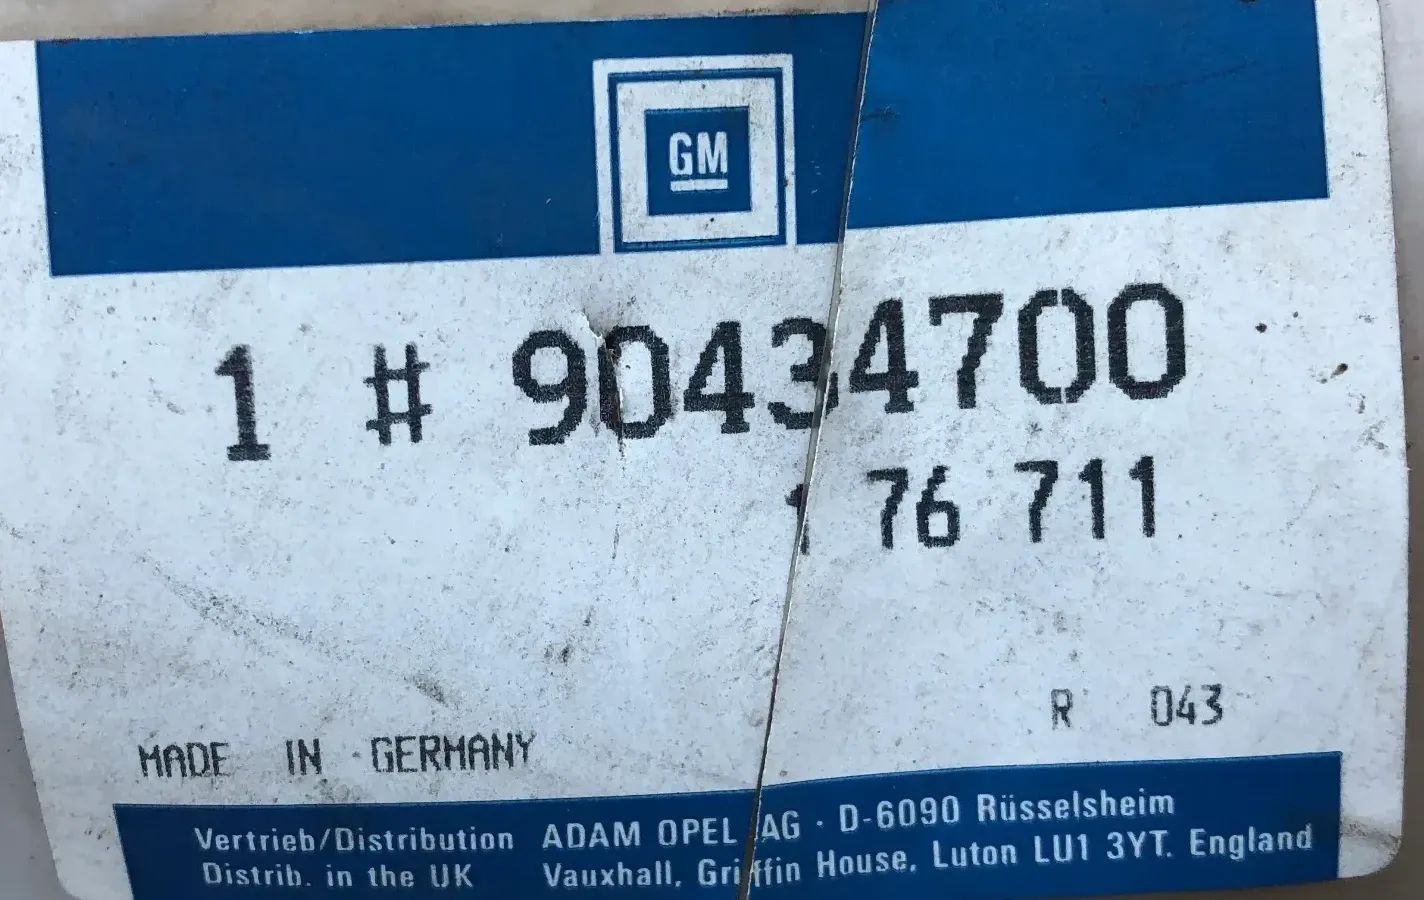 GM
1 # 90434700
1 76 711
R 043
MADE IN GERMANY
Vertrieb/Distribution ADAM OPEL AG · D-6090 Rüsselsheim
Distrib. in the UK Vauxhall, Griffin House, Luton LU1 3YT. England